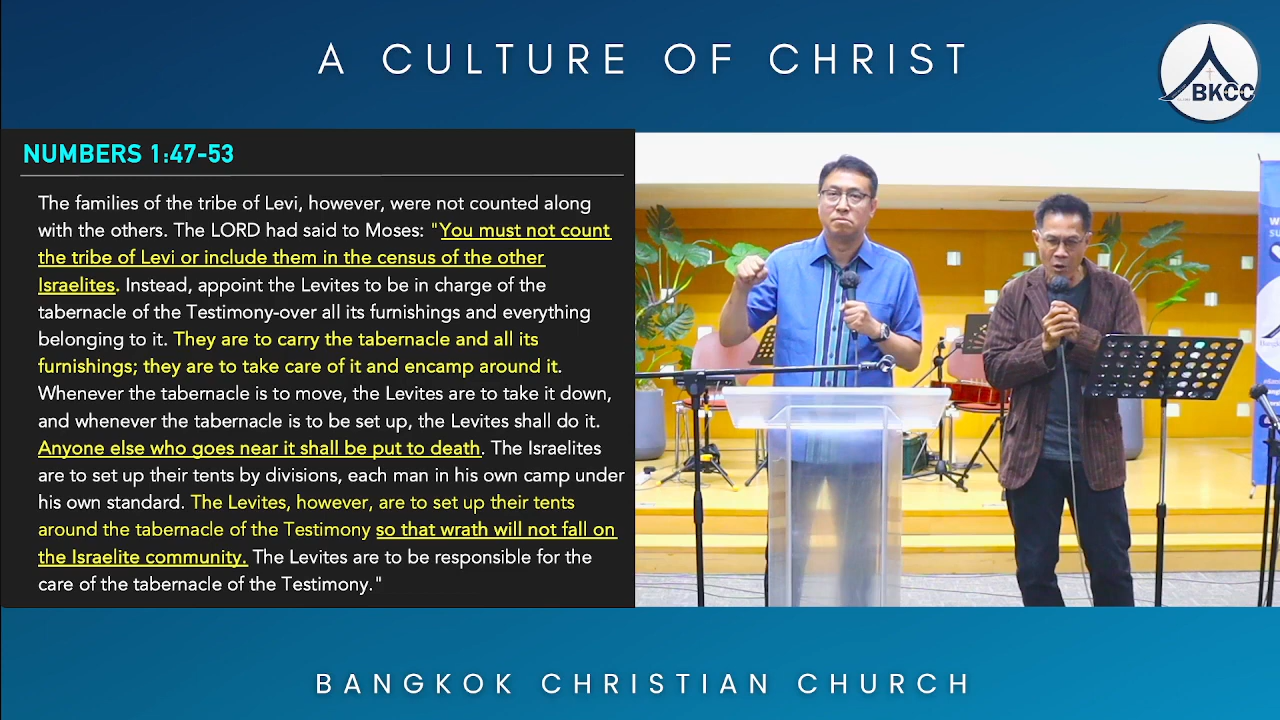 A CULTURE OF CHRIST
BKCC
NUMBERS 1:47-53
The families of the tribe of Levi, however, were not counted along
with the others. The LORD had said to Moses: "You must not count
the tribe of Levi or include them in the census of the other
Israelites. Instead, appoint the Levites to be in charge of the
tabernacle of the Testimony-over all its furnishings and everything
belonging to it. They are to carry the tabernacle and all its
furnishings; they are to take care of it and encamp around it.
Whenever the tabernacle is to move, the Levites are to take it down,
and whenever the tabernacle is to be set up, the Levites shall do it.
Anyone else who goes near it shall be put to death. The Israelites
are to set up their tents by divisions, each man in his own camp under
his own standard. The Levites, however, are to set up their tents
around the tabernacle of the Testimony so that wrath will not fall on
the Israelite community. The Levites are to be responsible for the
care of the tabernacle of the Testimony."
BANGKOK CHRISTIAN CHURCH